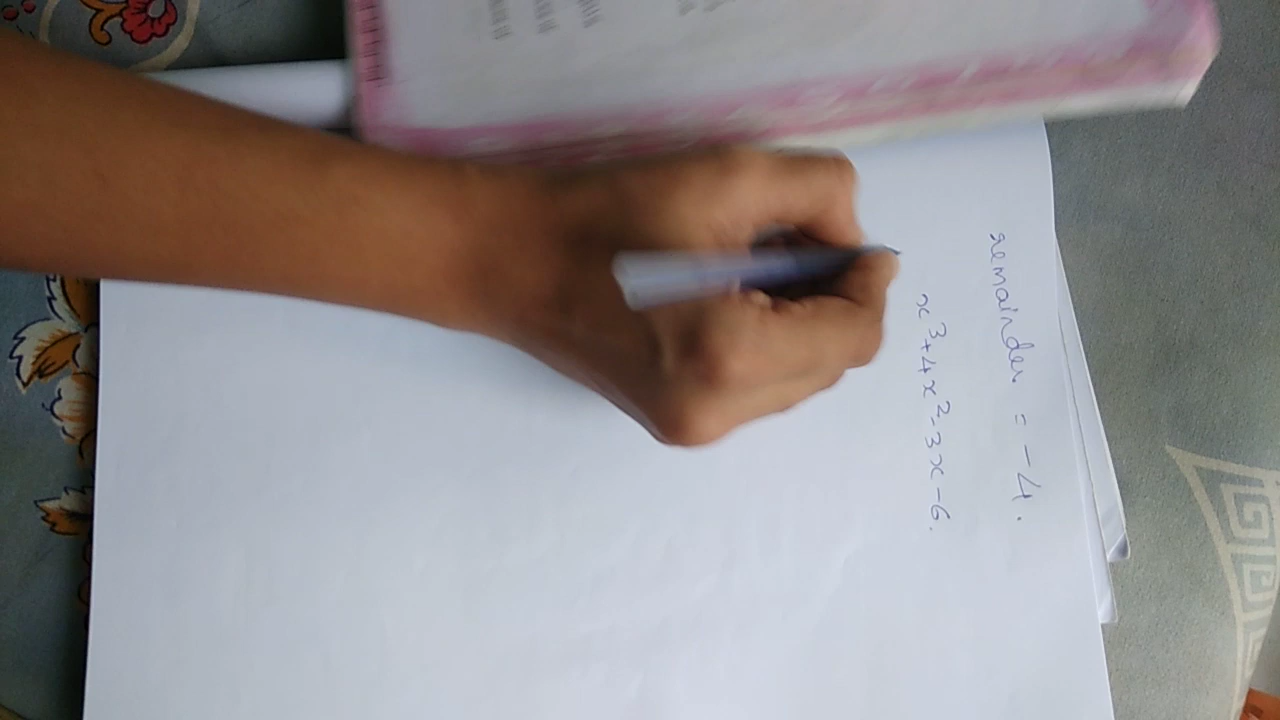 remainder = -4.
x³+4x²-3x-6.